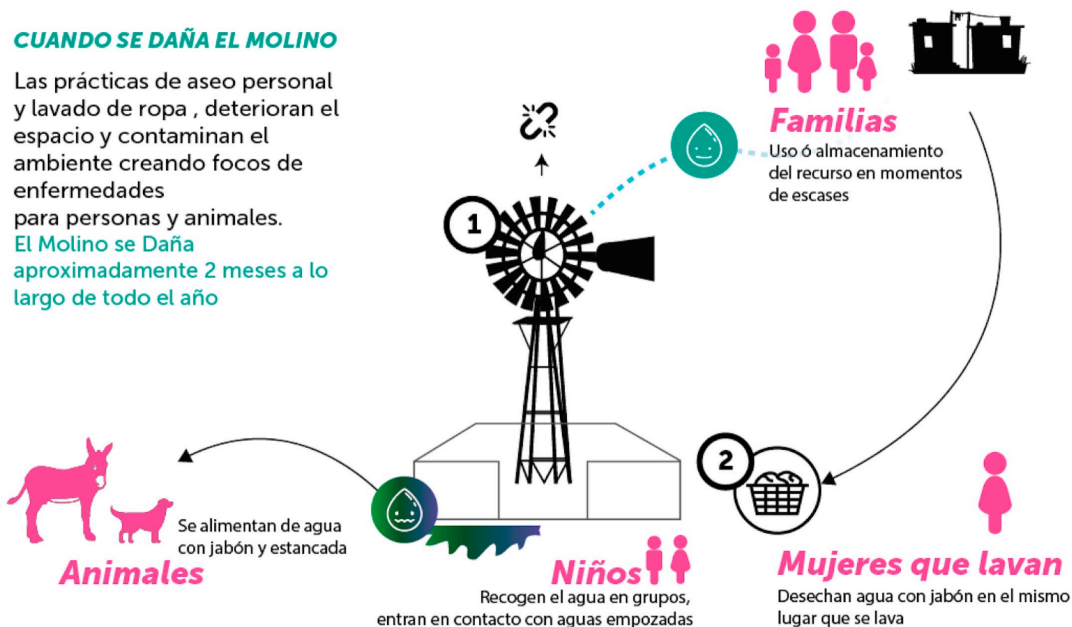 CUANDO SE DAÑA EL MOLINO
Las prácticas de aseo personal
y lavado de ropa , deterioran el
espacio y contaminan el
ambiente creando focos de
enfermedades
para personas y animales.
El Molino se Daña
aproximadamente 2 meses a lo
largo de todo el año
Familias
Uso ó almacenamiento
del recurso en momentos
de escases
1
2
Se alimentan de agua
con jabón y estancada
Animales
Niños
Recogen el agua en grupos,
entran en contacto con aguas empozadas
Mujeres que lavan
Desechan agua con jabón en el mismo
lugar que se lava